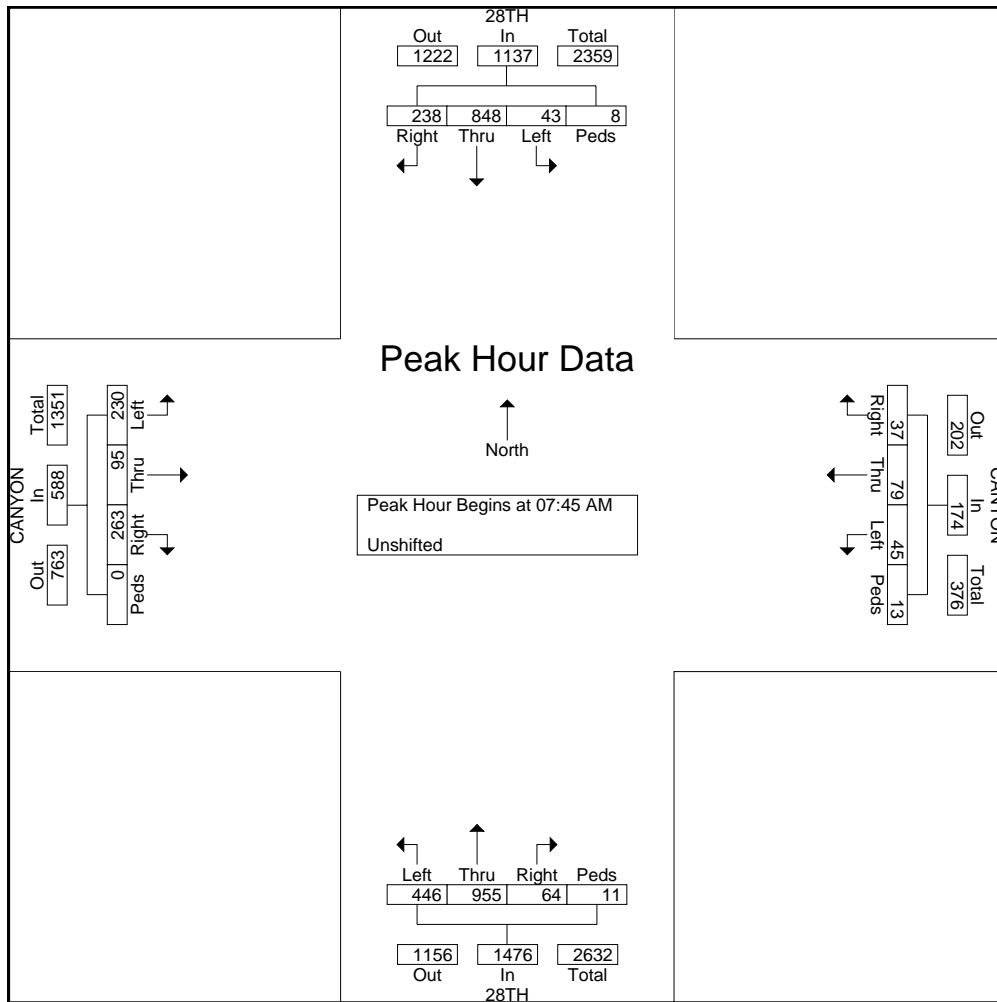 28TH
Out In Total
1222 1137 2359
238 848 43 8
Right Thru Left Peds
Peak Hour Data
North
Peak Hour Begins at 07:45 AM
Unshifted
CANYON
Total In Out
1351 588 763
230 95 263 0
Left Thru Right Peds
CANYON
Out In Total
202 174 376
37 79 45 13
Right Thru Left Peds
Left Thru Right Peds
446 955 64 11
1156 1476 2632
Out In Total
28TH